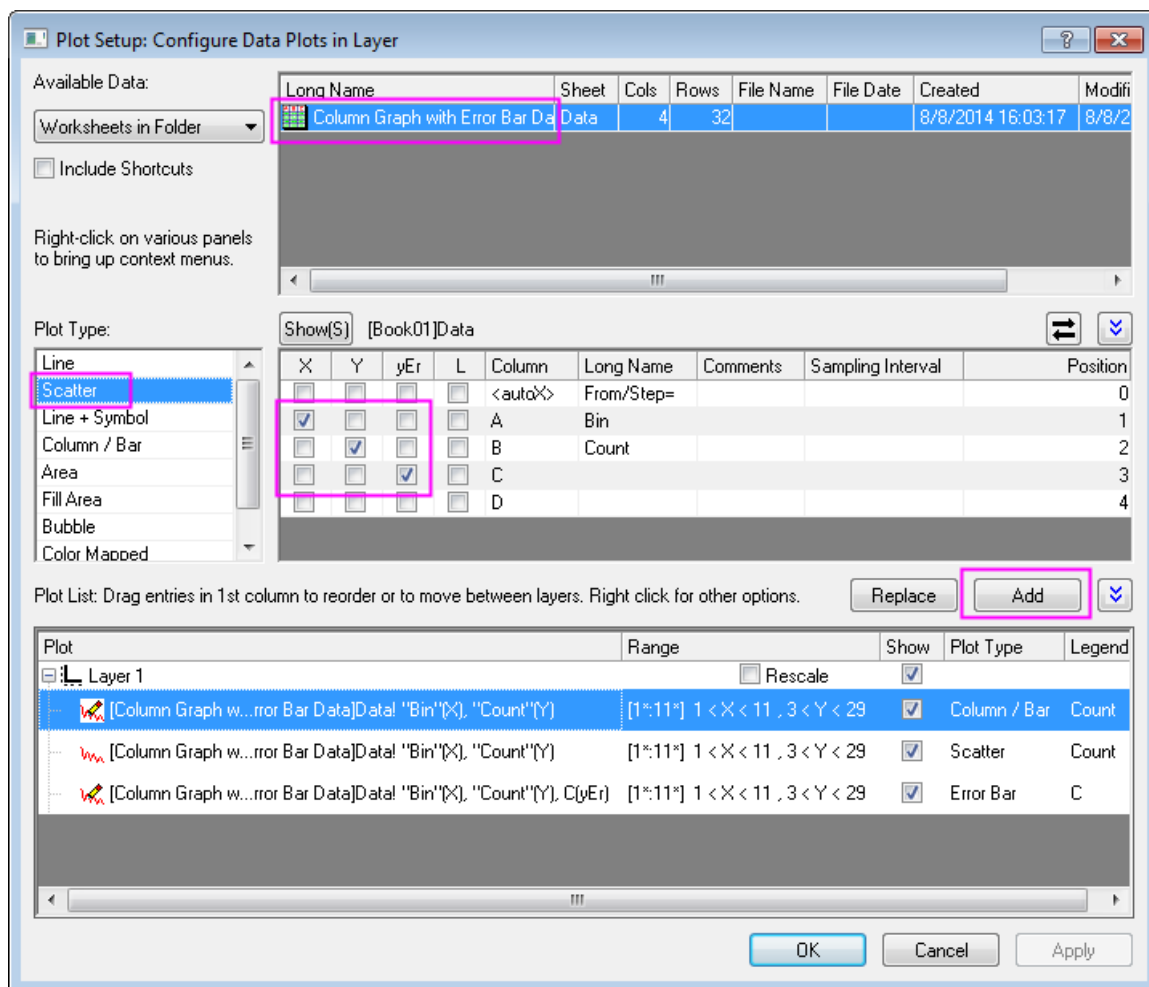 Plot Setup: Configure Data Plots in Layer
Available Data:
Worksheets in Folder
Include Shortcuts
Right-click on various panels
to bring up context menus.
Long Name Sheet Cols Rows File Name File Date Created Modifi
Column Graph with Error Bar Da Data 4 32 8/8/2014 16:03:17 8/8/2
Plot Type:
Line
Scatter
Line + Symbol
Column / Bar
Area
Fill Area
Bubble
Color Mapped
Show(S) [Book01]Data
X Y yEr L Column Long Name Comments Sampling Interval Position
<autoX> From/Step= 0
A Bin 1
B Count 2
C 3
D 4
Plot List: Drag entries in 1st column to reorder or to move between layers. Right click for other options. Replace Add
Plot Range Show Plot Type Legend
Layer 1 Rescale
[Column Graph w...rror Bar Data]Data! "Bin"(X), "Count"(Y) [1*:11*] 1 < X < 11 , 3 < Y < 29 Column / Bar Count
[Column Graph w...rror Bar Data]Data! "Bin"(X), "Count"(Y) [1*:11*] 1 < X < 11 , 3 < Y < 29 Scatter Count
[Column Graph w...rror Bar Data]Data! "Bin"(X), "Count"(Y), C(yEr) [1*:11*] 1 < X < 11 , 3 < Y < 29 Error Bar C
OK Cancel Apply